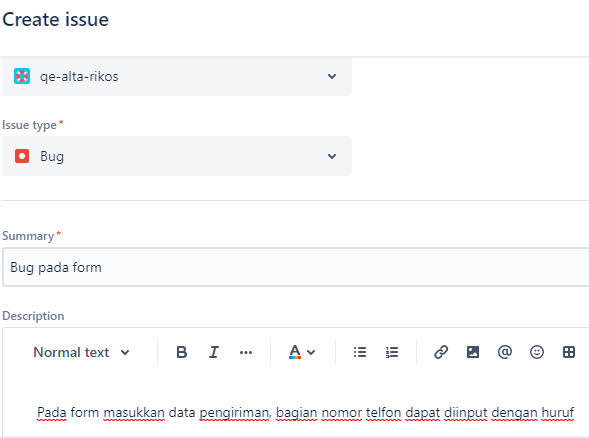 Create issue
qe-alta-rikos
Issue type*
Bug
Summary*
Bug pada form
Description
Normal text B I ... A @
Pada form masukkan data pengiriman, bagian nomor telfon dapat diinput dengan huruf